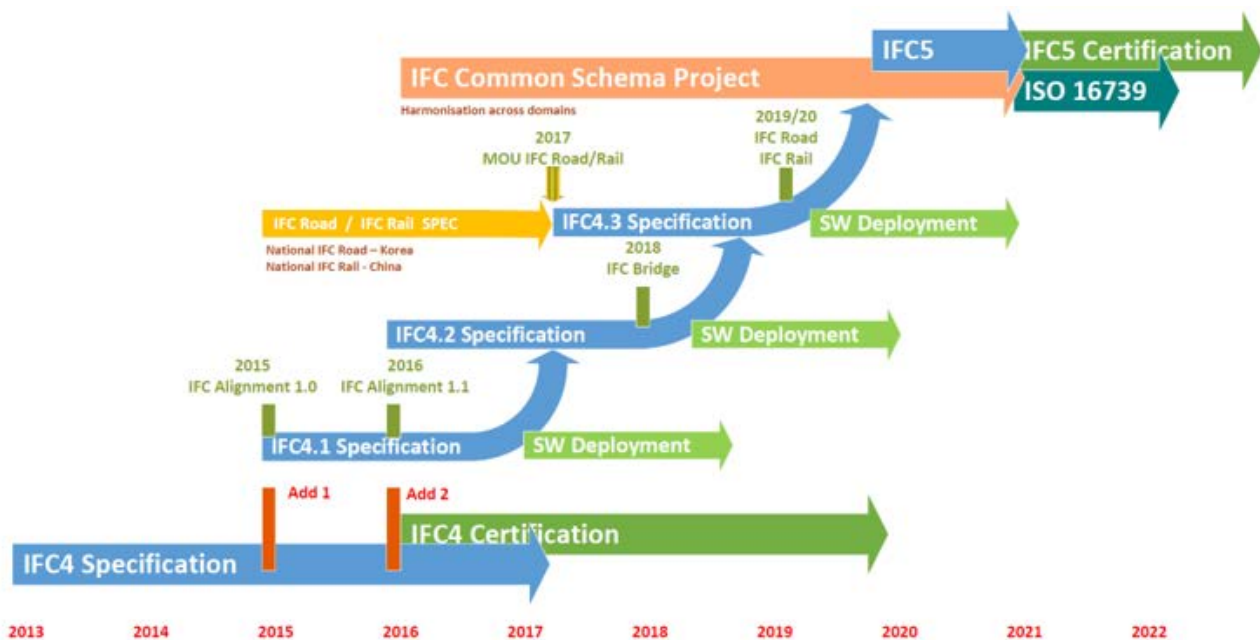 IFC5
IFC5 Certification
IFC Common Schema Project
ISO 16739
Harmonisation across domains
2017
MOU IFC Road/Rail
2019/20
IFC Road
IFC Rail
IFC Road / IFC Rail SPEC
IFC4.3 Specification
SW Deployment
National IFC Road – Korea
National IFC Rail - China
2018
IFC Bridge
IFC4.2 Specification
SW Deployment
2015
IFC Alignment 1.0
2016
IFC Alignment 1.1
IFC4.1 Specification
SW Deployment
Add 1
Add 2
IFC4 Certification
IFC4 Specification
2013 2014 2015 2016 2017 2018 2019 2020 2021 2022